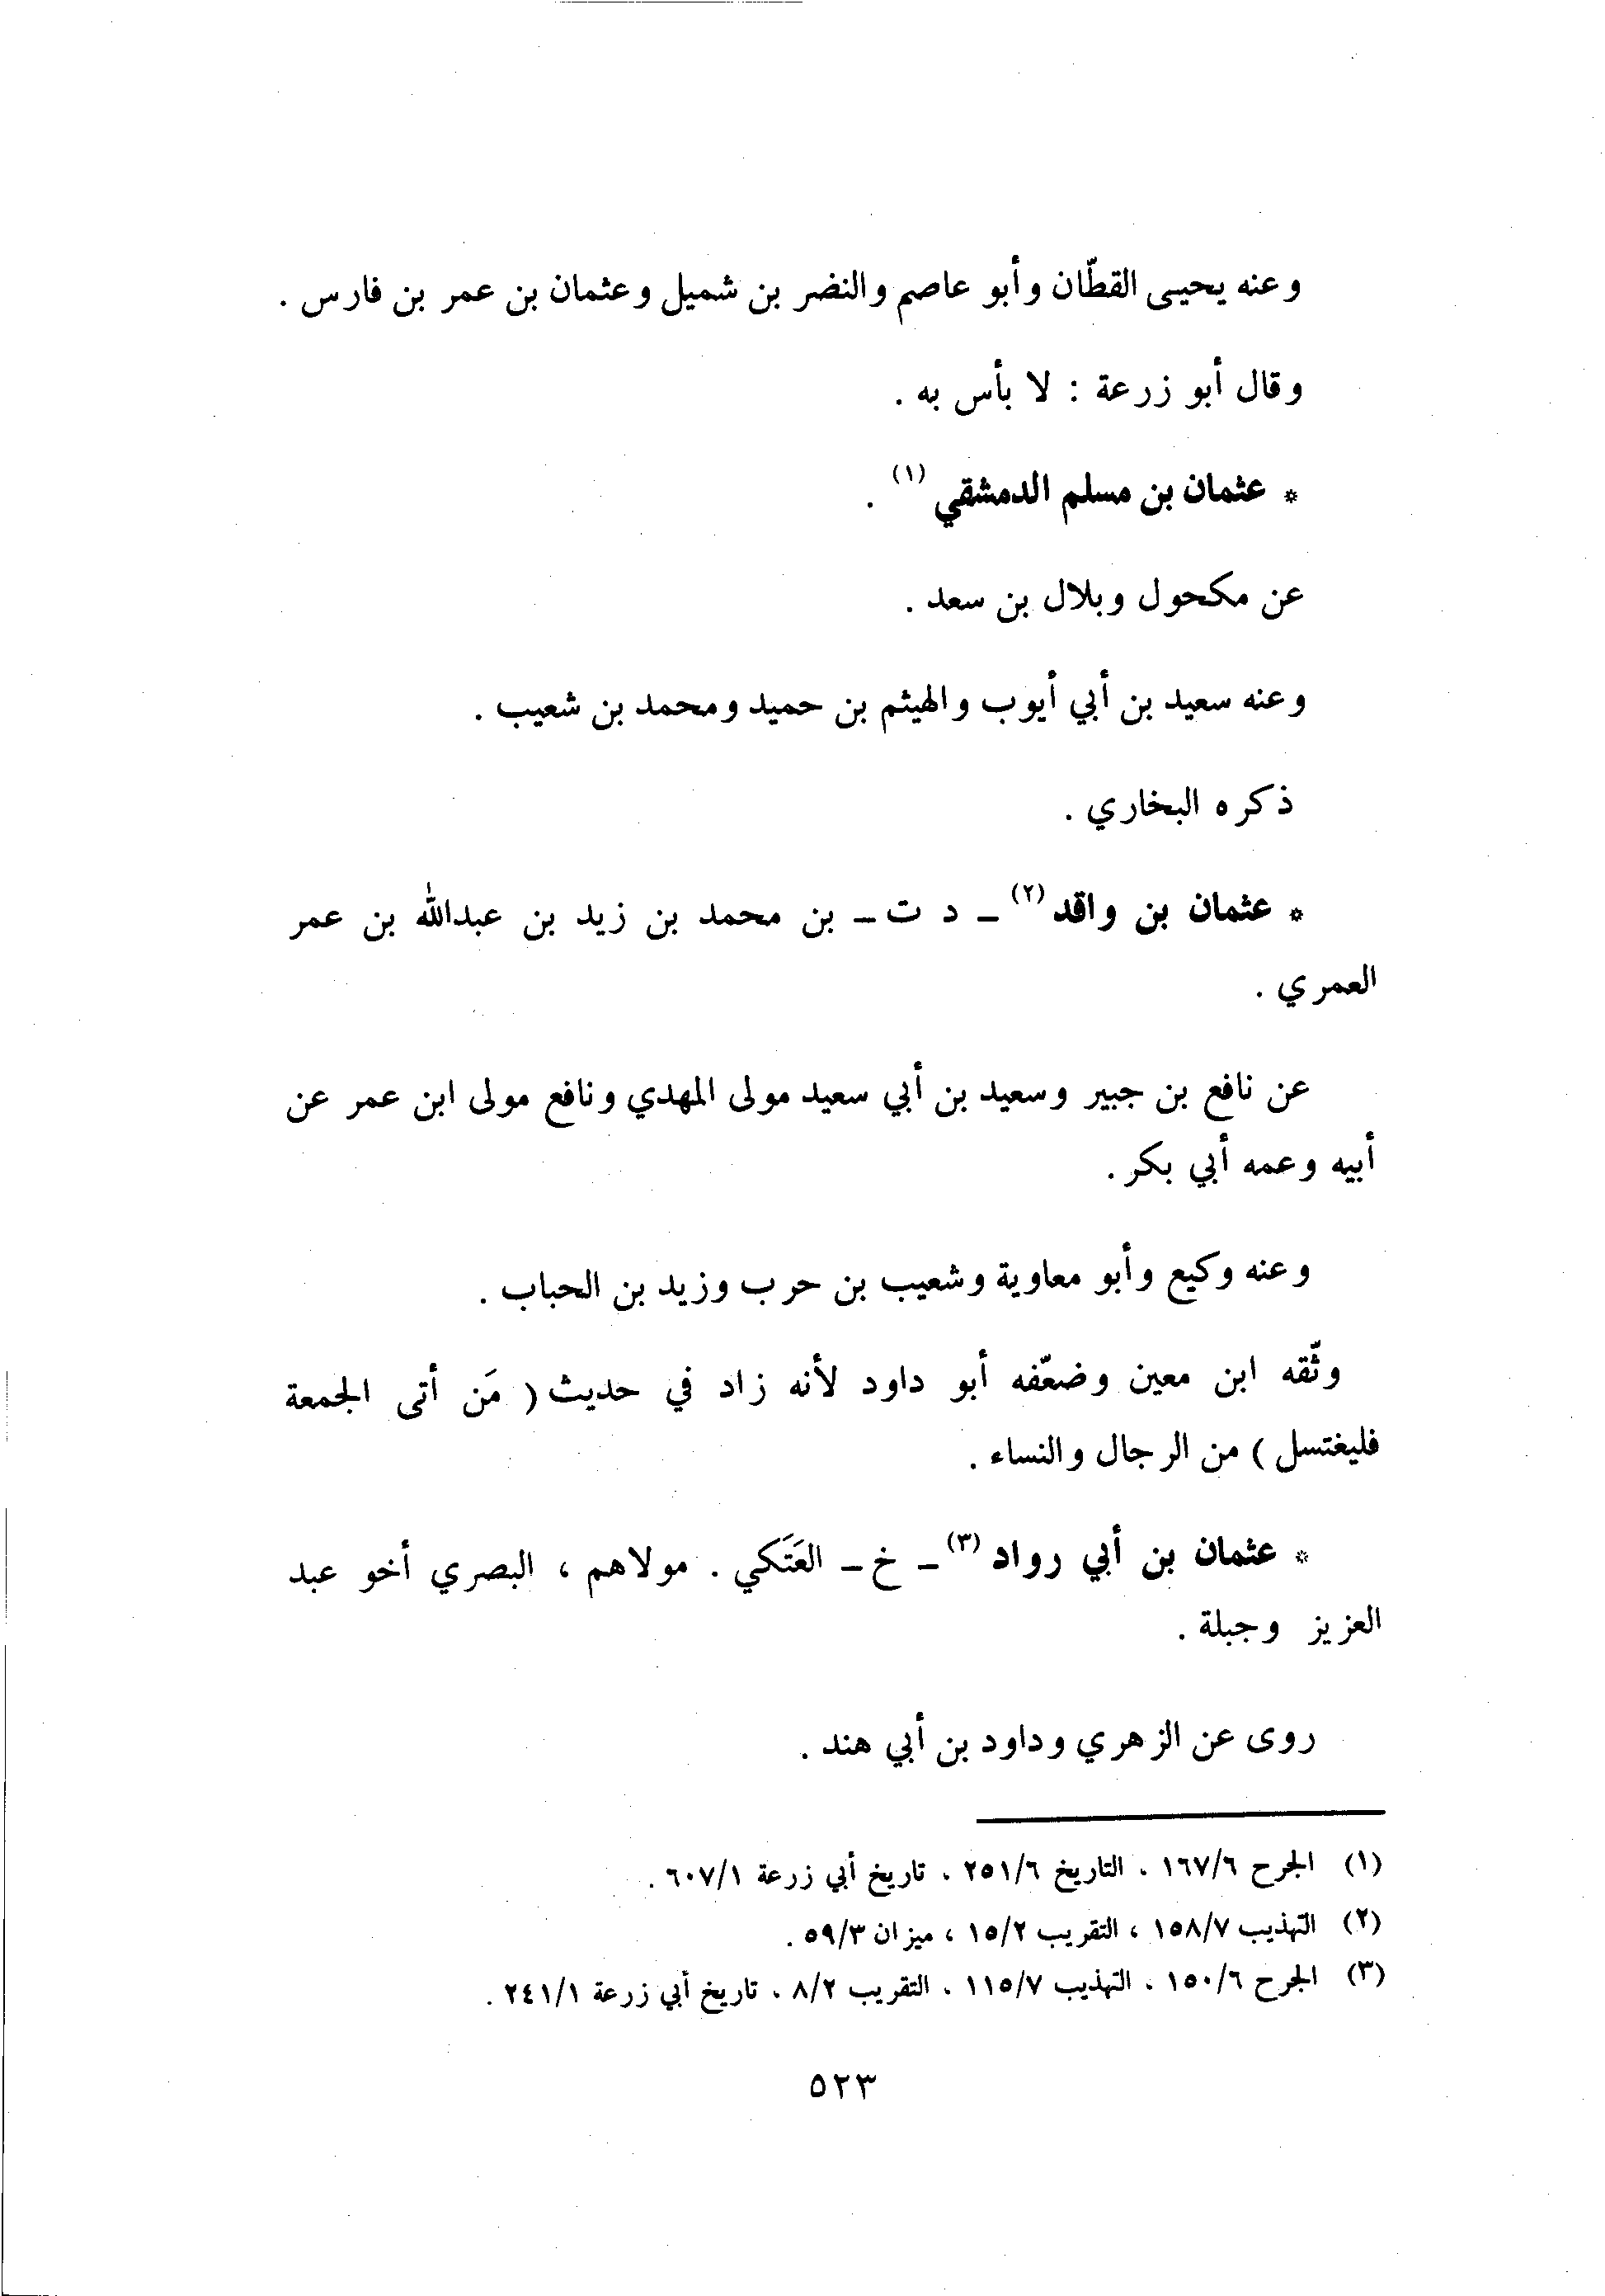 وعنه يحيى القطّان وأبو عاصم والنضر بن شميل وعثمان بن عمر بن فارس .
وقال أبو زرعة : لا بأس به .
* عثمان بن مسلم الدمشقي (١) .
عن مكحول وبلال بن سعد .
وعنه سعيد بن أبي أيوب والهيثم بن حميد ومحمد بن شعيب .
ذكره البخاري .
* عثمان بن واقد (٢) ــ د ت ــ بن محمد بن زيد بن عبدالله بن عمر
العمري .
عن نافع بن جبير وسعيد بن أبي سعيد مولى المهدي ونافع مولى ابن عمر عن
أبيه وعمه أبي بكر .
وعنه وكيع وأبو معاوية وشعيب بن حرب وزيد بن الحباب .
وثّقه ابن معين وضعّفه أبو داود لأنه زاد في حديث ( مَن أتى الجمعة
فليغتسل ) من الرجال والنساء .
* عثمان بن أبي رواد (٣) ــ خ ــ العَتَكي . مولاهم ، البصري أخو عبد
العزيز وجبلة .
روى عن الزهري وداود بن أبي هند .
(١) الجرح ١٦٧/٦ . التاريخ ٢٥١/٦ . تاريخ أبي زرعة ٦٠٧/١ .
(٢) التهذيب ١٥٨/٧ ، التقريب ١٥/٢ ، ميزان ٥٩/٣ .
(٣) الجرح ١٥٠/٦ . التهذيب ١١٥/٧ . التقريب ٨/٢ . تاريخ أبي زرعة ٢٤١/١ .
٥٢٣